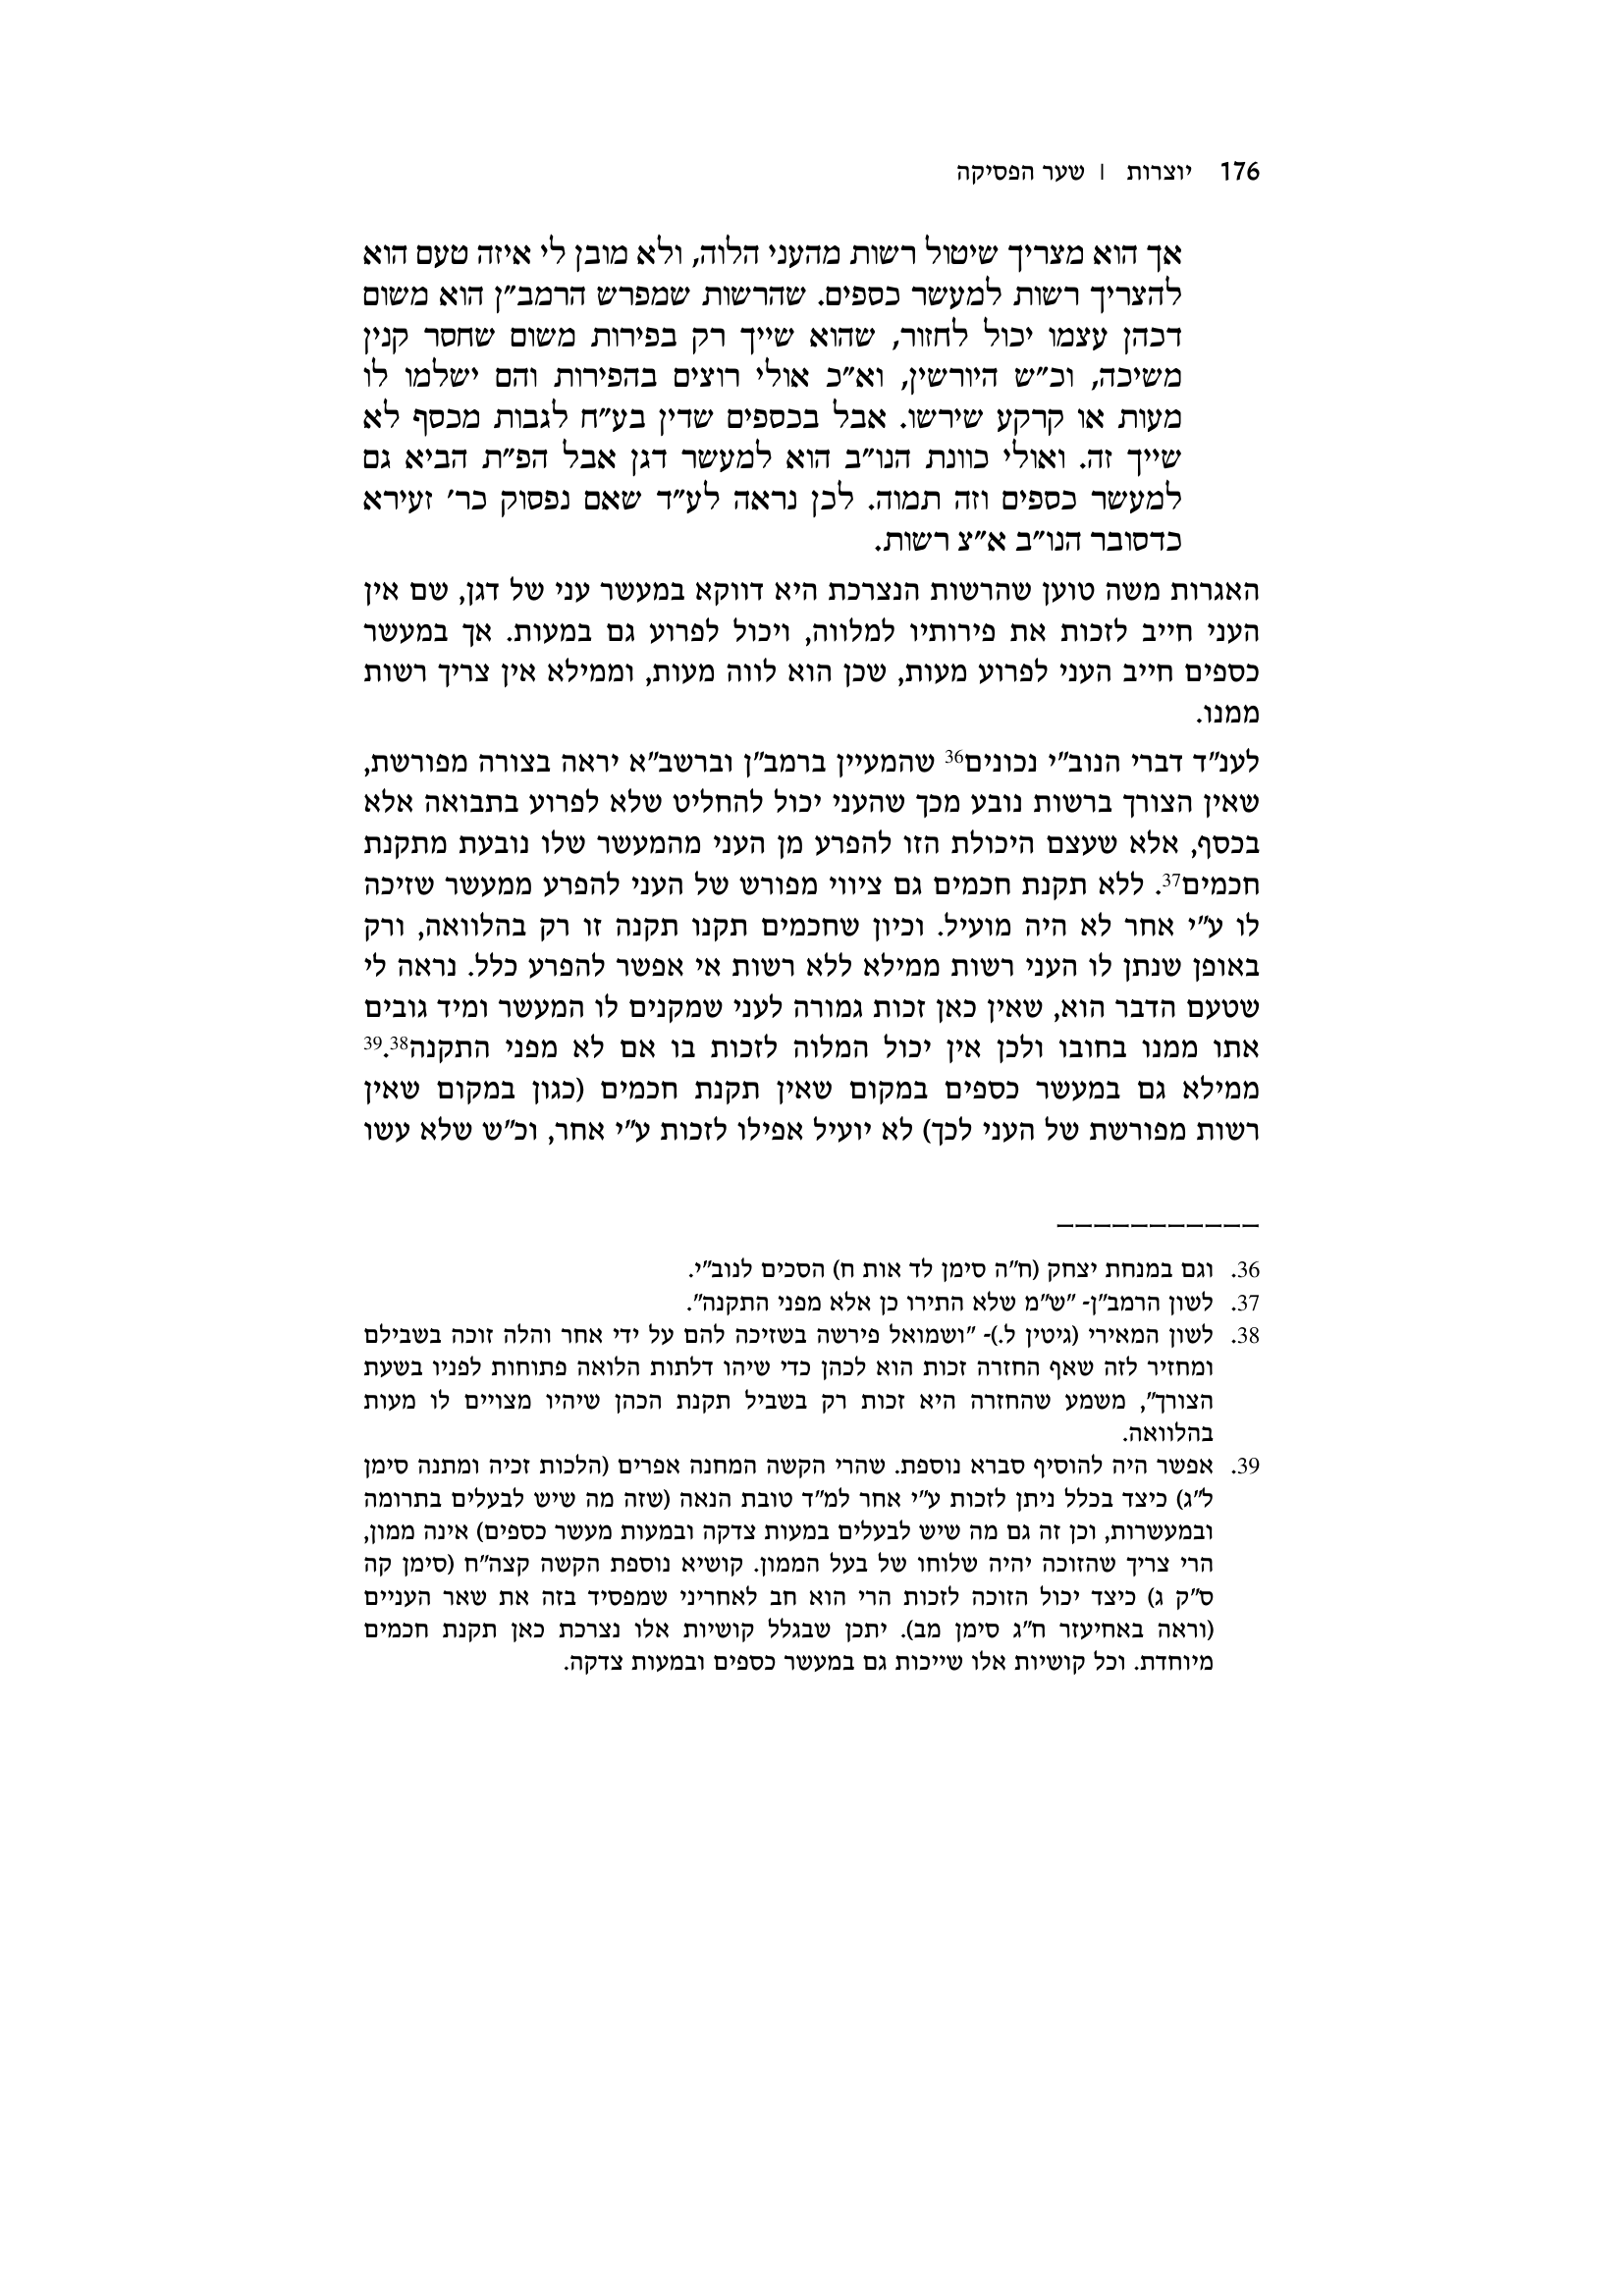 176 יוצרות | שער הפסיקה
אך הוא מצריך שיטול רשות מהעני הלוה, ולא מובן לי איזה טעם הוא
להצריך רשות למעשר כספים. שהרשות שמפרש הרמב"ן הוא משום
דכהן עצמו יכול לחזור, שהוא שייך רק בפירות משום שחסר קנין
משיכה, וכ"ש היורשין, וא"כ אולי רוצים בהפירות והם ישלמו לו
מעות או קרקע שירשו. אבל בכספים שדין בע"ח לגבות מכסף לא
שייך זה. ואולי כוונת הנו"ב הוא למעשר דגן אבל הפ"ת הביא גם
למעשר כספים וזה תמוה. לכן נראה לע"ד שאם נפסוק כר' זעירא
כדסובר הנו"ב א"צ רשות.
האגרות משה טוען שהרשות הנצרכת היא דווקא במעשר עני של דגן, שם אין
העני חייב לזכות את פירותיו למלווה, ויכול לפרוע גם במעות. אך במעשר
כספים חייב העני לפרוע מעות, שכן הוא לווה מעות, וממילא אין צריך רשות
ממנו.
לענ"ד דברי הנוב"י נכונים36 שהמעיין ברמב"ן וברשב"א יראה בצורה מפורשת,
שאין הצורך ברשות נובע מכך שהעני יכול להחליט שלא לפרוע בתבואה אלא
בכסף, אלא שעצם היכולת הזו להפרע מן העני מהמעשר שלו נובעת מתקנת
חכמים37. ללא תקנת חכמים גם ציווי מפורש של העני להפרע ממעשר שזיכה
לו ע"י אחר לא היה מועיל. וכיון שחכמים תקנו תקנה זו רק בהלוואה, ורק
באופן שנתן לו העני רשות ממילא ללא רשות אי אפשר להפרע כלל. נראה לי
שטעם הדבר הוא, שאין כאן זכות גמורה לעני שמקנים לו המעשר ומיד גובים
אתו ממנו בחובו ולכן אין יכול המלוה לזכות בו אם לא מפני התקנה38.39
ממילא גם במעשר כספים במקום שאין תקנת חכמים (כגון במקום שאין
רשות מפורשת של העני לכך) לא יועיל אפילו לזכות ע"י אחר, וכ"ש שלא עשו
36. וגם במנחת יצחק (ח"ה סימן לד אות ח) הסכים לנוב"י.
37. לשון הרמב"ן- "ש"מ שלא התירו כן אלא מפני התקנה".
38. לשון המאירי (גיטין ל.)- "ושמואל פירשה בשזיכה להם על ידי אחר והלה זוכה בשבילם
ומחזיר לזה שאף החזרה זכות הוא לכהן כדי שיהו דלתות הלואה פתוחות לפניו בשעת
הצורך", משמע שהחזרה היא זכות רק בשביל תקנת הכהן שיהיו מצויים לו מעות
בהלוואה.
39. אפשר היה להוסיף סברא נוספת. שהרי הקשה המחנה אפרים (הלכות זכיה ומתנה סימן
ל"ג) כיצד בכלל ניתן לזכות ע"י אחר למ"ד טובת הנאה (שזה מה שיש לבעלים בתרומה
ובמעשרות, וכן זה גם מה שיש לבעלים במעות צדקה ובמעות מעשר כספים) אינה ממון,
הרי צריך שהזוכה יהיה שלוחו של בעל הממון. קושיא נוספת הקשה קצה"ח (סימן קה
ס"ק ג) כיצד יכול הזוכה לזכות הרי הוא חב לאחריני שמפסיד בזה את שאר העניים
(וראה באחיעזר ח"ג סימן מב). יתכן שבגלל קושיות אלו נצרכת כאן תקנת חכמים
מיוחדת. וכל קושיות אלו שייכות גם במעשר כספים ובמעות צדקה.